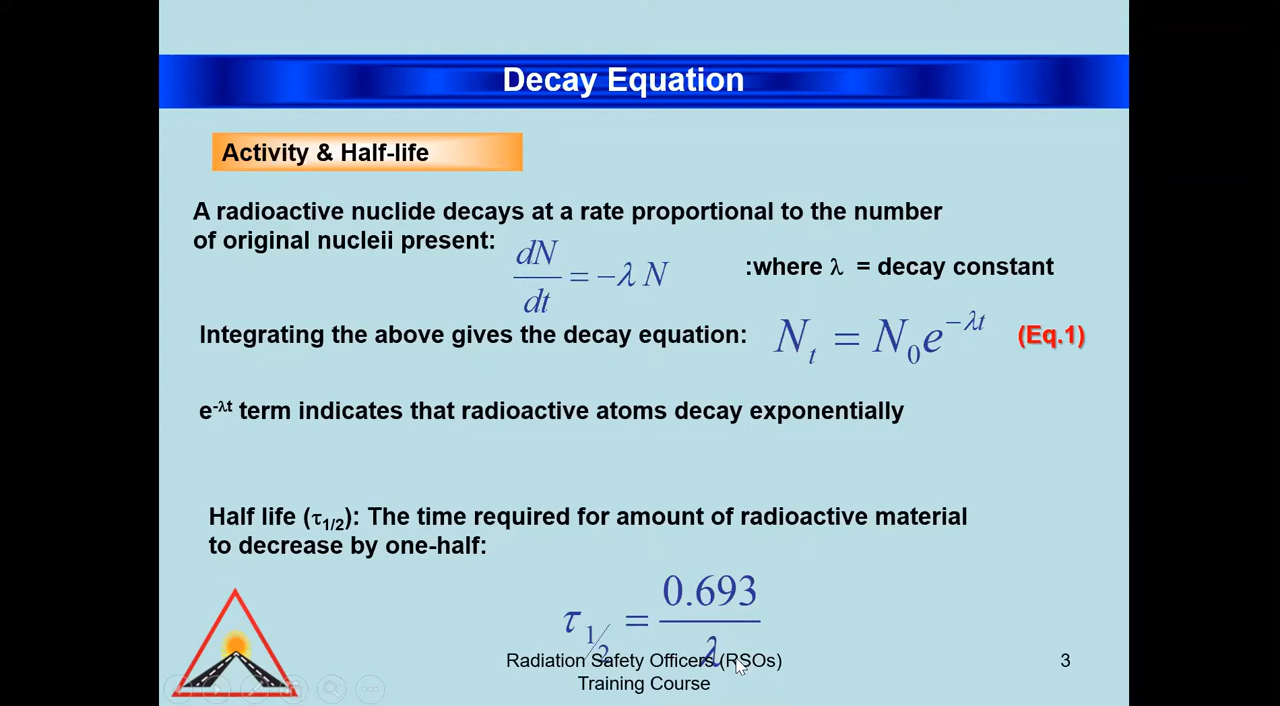 Decay Equation
Activity & Half-life
A radioactive nuclide decays at a rate proportional to the number
of original nucleii present:
dN/dt = −λ N
:where λ = decay constant
Integrating the above gives the decay equation: Nₜ = N₀e^(−λt) (Eq.1)
e^(-λt) term indicates that radioactive atoms decay exponentially
Half life (τ1/2): The time required for amount of radioactive material
to decrease by one-half:
τ1/2 = 0.693/λ
Radiation Safety Officers (RSOs)
Training Course
3